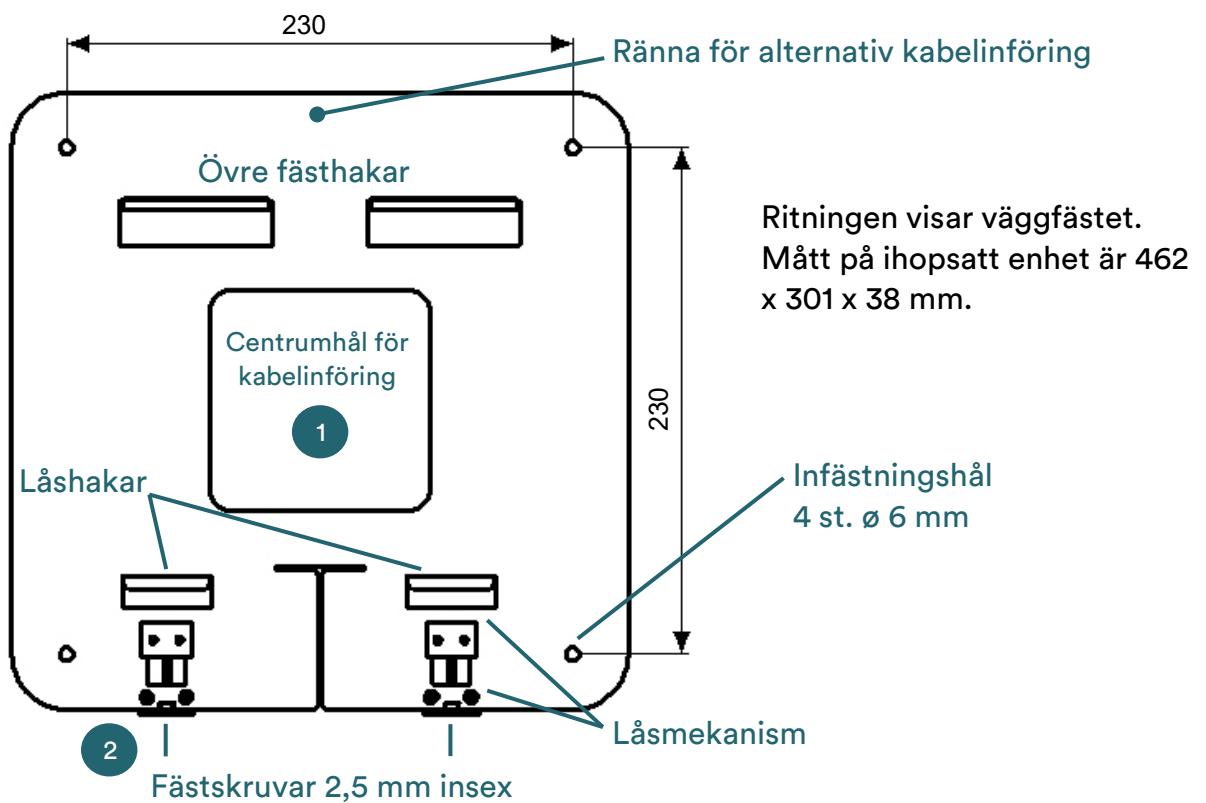 230
Ränna för alternativ kabelinföring
Övre fästhakar
Ritningen visar väggfästet.
Mått på ihopsatt enhet är 462
x 301 x 38 mm.
Centrumhål för
kabelinföring
1
230
Låshakar
Infästningshål
4 st. ø 6 mm
Låsmekanism
2
Fästskruvar 2,5 mm insex